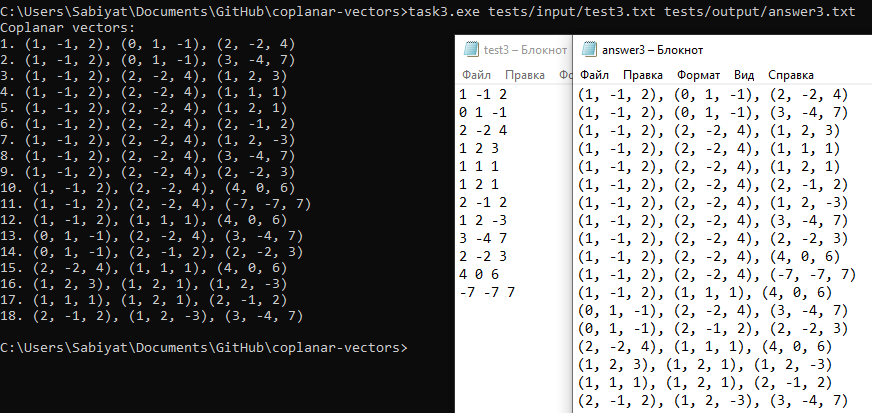 C:\Users\Sabiyat\Documents\GitHub\coplanar-vectors>task3.exe tests/input/test3.txt tests/output/answer3.txt
Coplanar vectors:
1. (1, -1, 2), (0, 1, -1), (2, -2, 4)
2. (1, -1, 2), (0, 1, -1), (3, -4, 7)
3. (1, -1, 2), (2, -2, 4), (1, 2, 3)
4. (1, -1, 2), (2, -2, 4), (1, 1, 1)
5. (1, -1, 2), (2, -2, 4), (1, 2, 1)
6. (1, -1, 2), (2, -2, 4), (2, -1, 2)
7. (1, -1, 2), (2, -2, 4), (1, 2, -3)
8. (1, -1, 2), (2, -2, 4), (3, -4, 7)
9. (1, -1, 2), (2, -2, 4), (2, -2, 3)
10. (1, -1, 2), (2, -2, 4), (4, 0, 6)
11. (1, -1, 2), (2, -2, 4), (-7, -7, 7)
12. (1, -1, 2), (1, 1, 1), (4, 0, 6)
13. (0, 1, -1), (2, -2, 4), (3, -4, 7)
14. (0, 1, -1), (2, -1, 2), (2, -2, 3)
15. (2, -2, 4), (1, 1, 1), (4, 0, 6)
16. (1, 2, 3), (1, 2, 1), (1, 2, -3)
17. (1, 1, 1), (1, 2, 1), (2, -1, 2)
18. (2, -1, 2), (1, 2, -3), (3, -4, 7)
C:\Users\Sabiyat\Documents\GitHub\coplanar-vectors>
test3 – Блокнот
Файл Правка Фо
1 -1 2
0 1 -1
2 -2 4
1 2 3
1 1 1
1 2 1
2 -1 2
1 2 -3
3 -4 7
2 -2 3
4 0 6
-7 -7 7
answer3 – Блокнот
Файл Правка Формат Вид Справка
(1, -1, 2), (0, 1, -1), (2, -2, 4)
(1, -1, 2), (0, 1, -1), (3, -4, 7)
(1, -1, 2), (2, -2, 4), (1, 2, 3)
(1, -1, 2), (2, -2, 4), (1, 1, 1)
(1, -1, 2), (2, -2, 4), (1, 2, 1)
(1, -1, 2), (2, -2, 4), (2, -1, 2)
(1, -1, 2), (2, -2, 4), (1, 2, -3)
(1, -1, 2), (2, -2, 4), (3, -4, 7)
(1, -1, 2), (2, -2, 4), (2, -2, 3)
(1, -1, 2), (2, -2, 4), (4, 0, 6)
(1, -1, 2), (2, -2, 4), (-7, -7, 7)
(1, -1, 2), (1, 1, 1), (4, 0, 6)
(0, 1, -1), (2, -2, 4), (3, -4, 7)
(0, 1, -1), (2, -1, 2), (2, -2, 3)
(2, -2, 4), (1, 1, 1), (4, 0, 6)
(1, 2, 3), (1, 2, 1), (1, 2, -3)
(1, 1, 1), (1, 2, 1), (2, -1, 2)
(2, -1, 2), (1, 2, -3), (3, -4, 7)